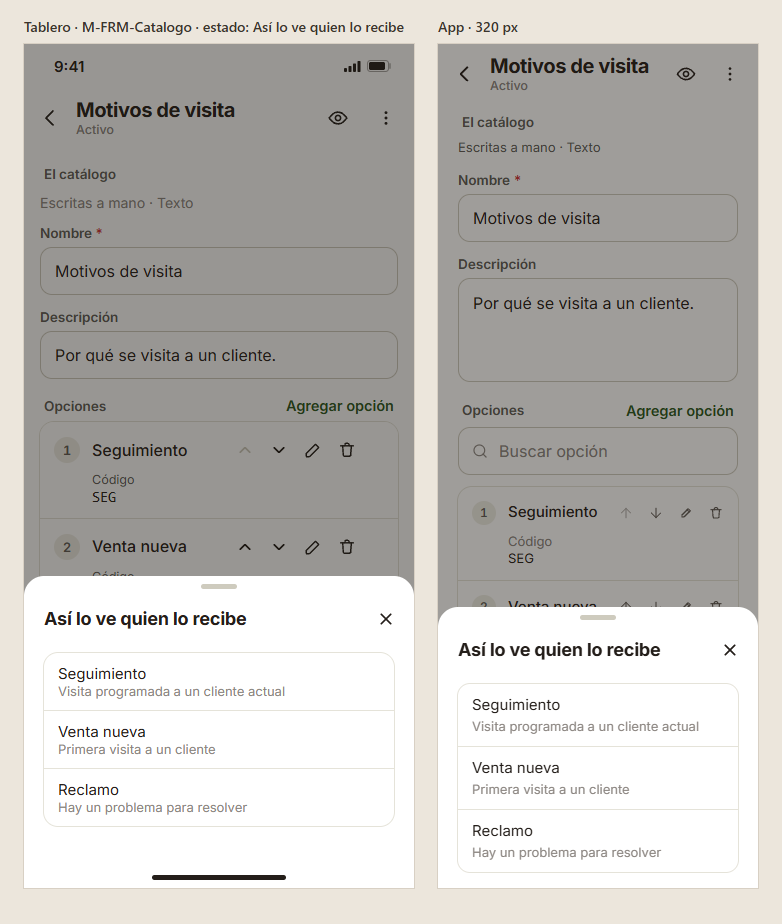 Tablero · M-FRM-Catalogo · estado: Así lo ve quien lo recibe
9:41
Motivos de visita
Activo
El catálogo
Escritas a mano · Texto
Nombre *
Motivos de visita
Descripción
Por qué se visita a un cliente.
Opciones
Agregar opción
1
Seguimiento
Código
SEG
2
Venta nueva
Código
Así lo ve quien lo recibe
Seguimiento
Visita programada a un cliente actual
Venta nueva
Primera visita a un cliente
Reclamo
Hay un problema para resolver
App · 320 px
Motivos de visita
Activo
El catálogo
Escritas a mano · Texto
Nombre *
Motivos de visita
Descripción
Por qué se visita a un cliente.
Opciones
Agregar opción
Buscar opción
1
Seguimiento
Código
SEG
2
Venta nueva
Así lo ve quien lo recibe
Seguimiento
Visita programada a un cliente actual
Venta nueva
Primera visita a un cliente
Reclamo
Hay un problema para resolver